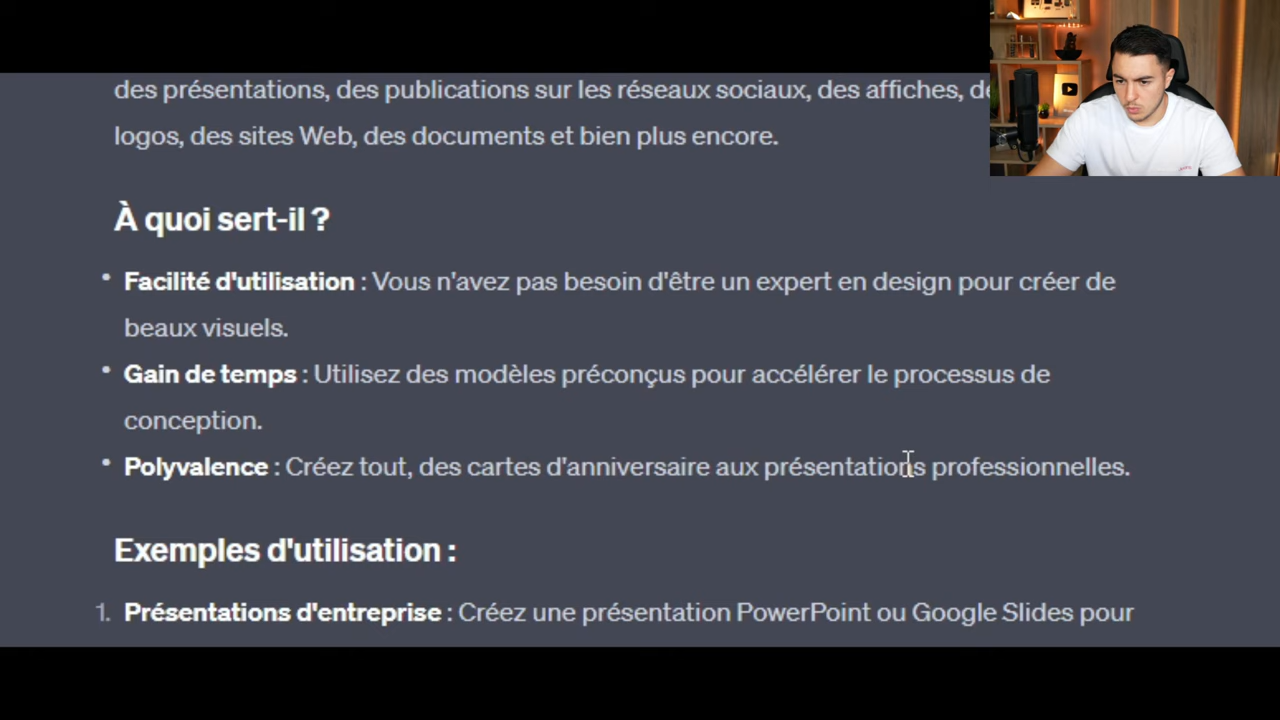 des présentations, des publications sur les réseaux sociaux, des affiches,
logos, des sites Web, des documents et bien plus encore.
À quoi sert-il ?
• Facilité d'utilisation : Vous n'avez pas besoin d'être un expert en design pour créer de
beaux visuels.
• Gain de temps : Utilisez des modèles préconçus pour accélérer le processus de
conception.
• Polyvalence : Créez tout, des cartes d'anniversaire aux présentations professionnelles.
Exemples d'utilisation :
1. Présentations d'entreprise : Créez une présentation PowerPoint ou Google Slides pour